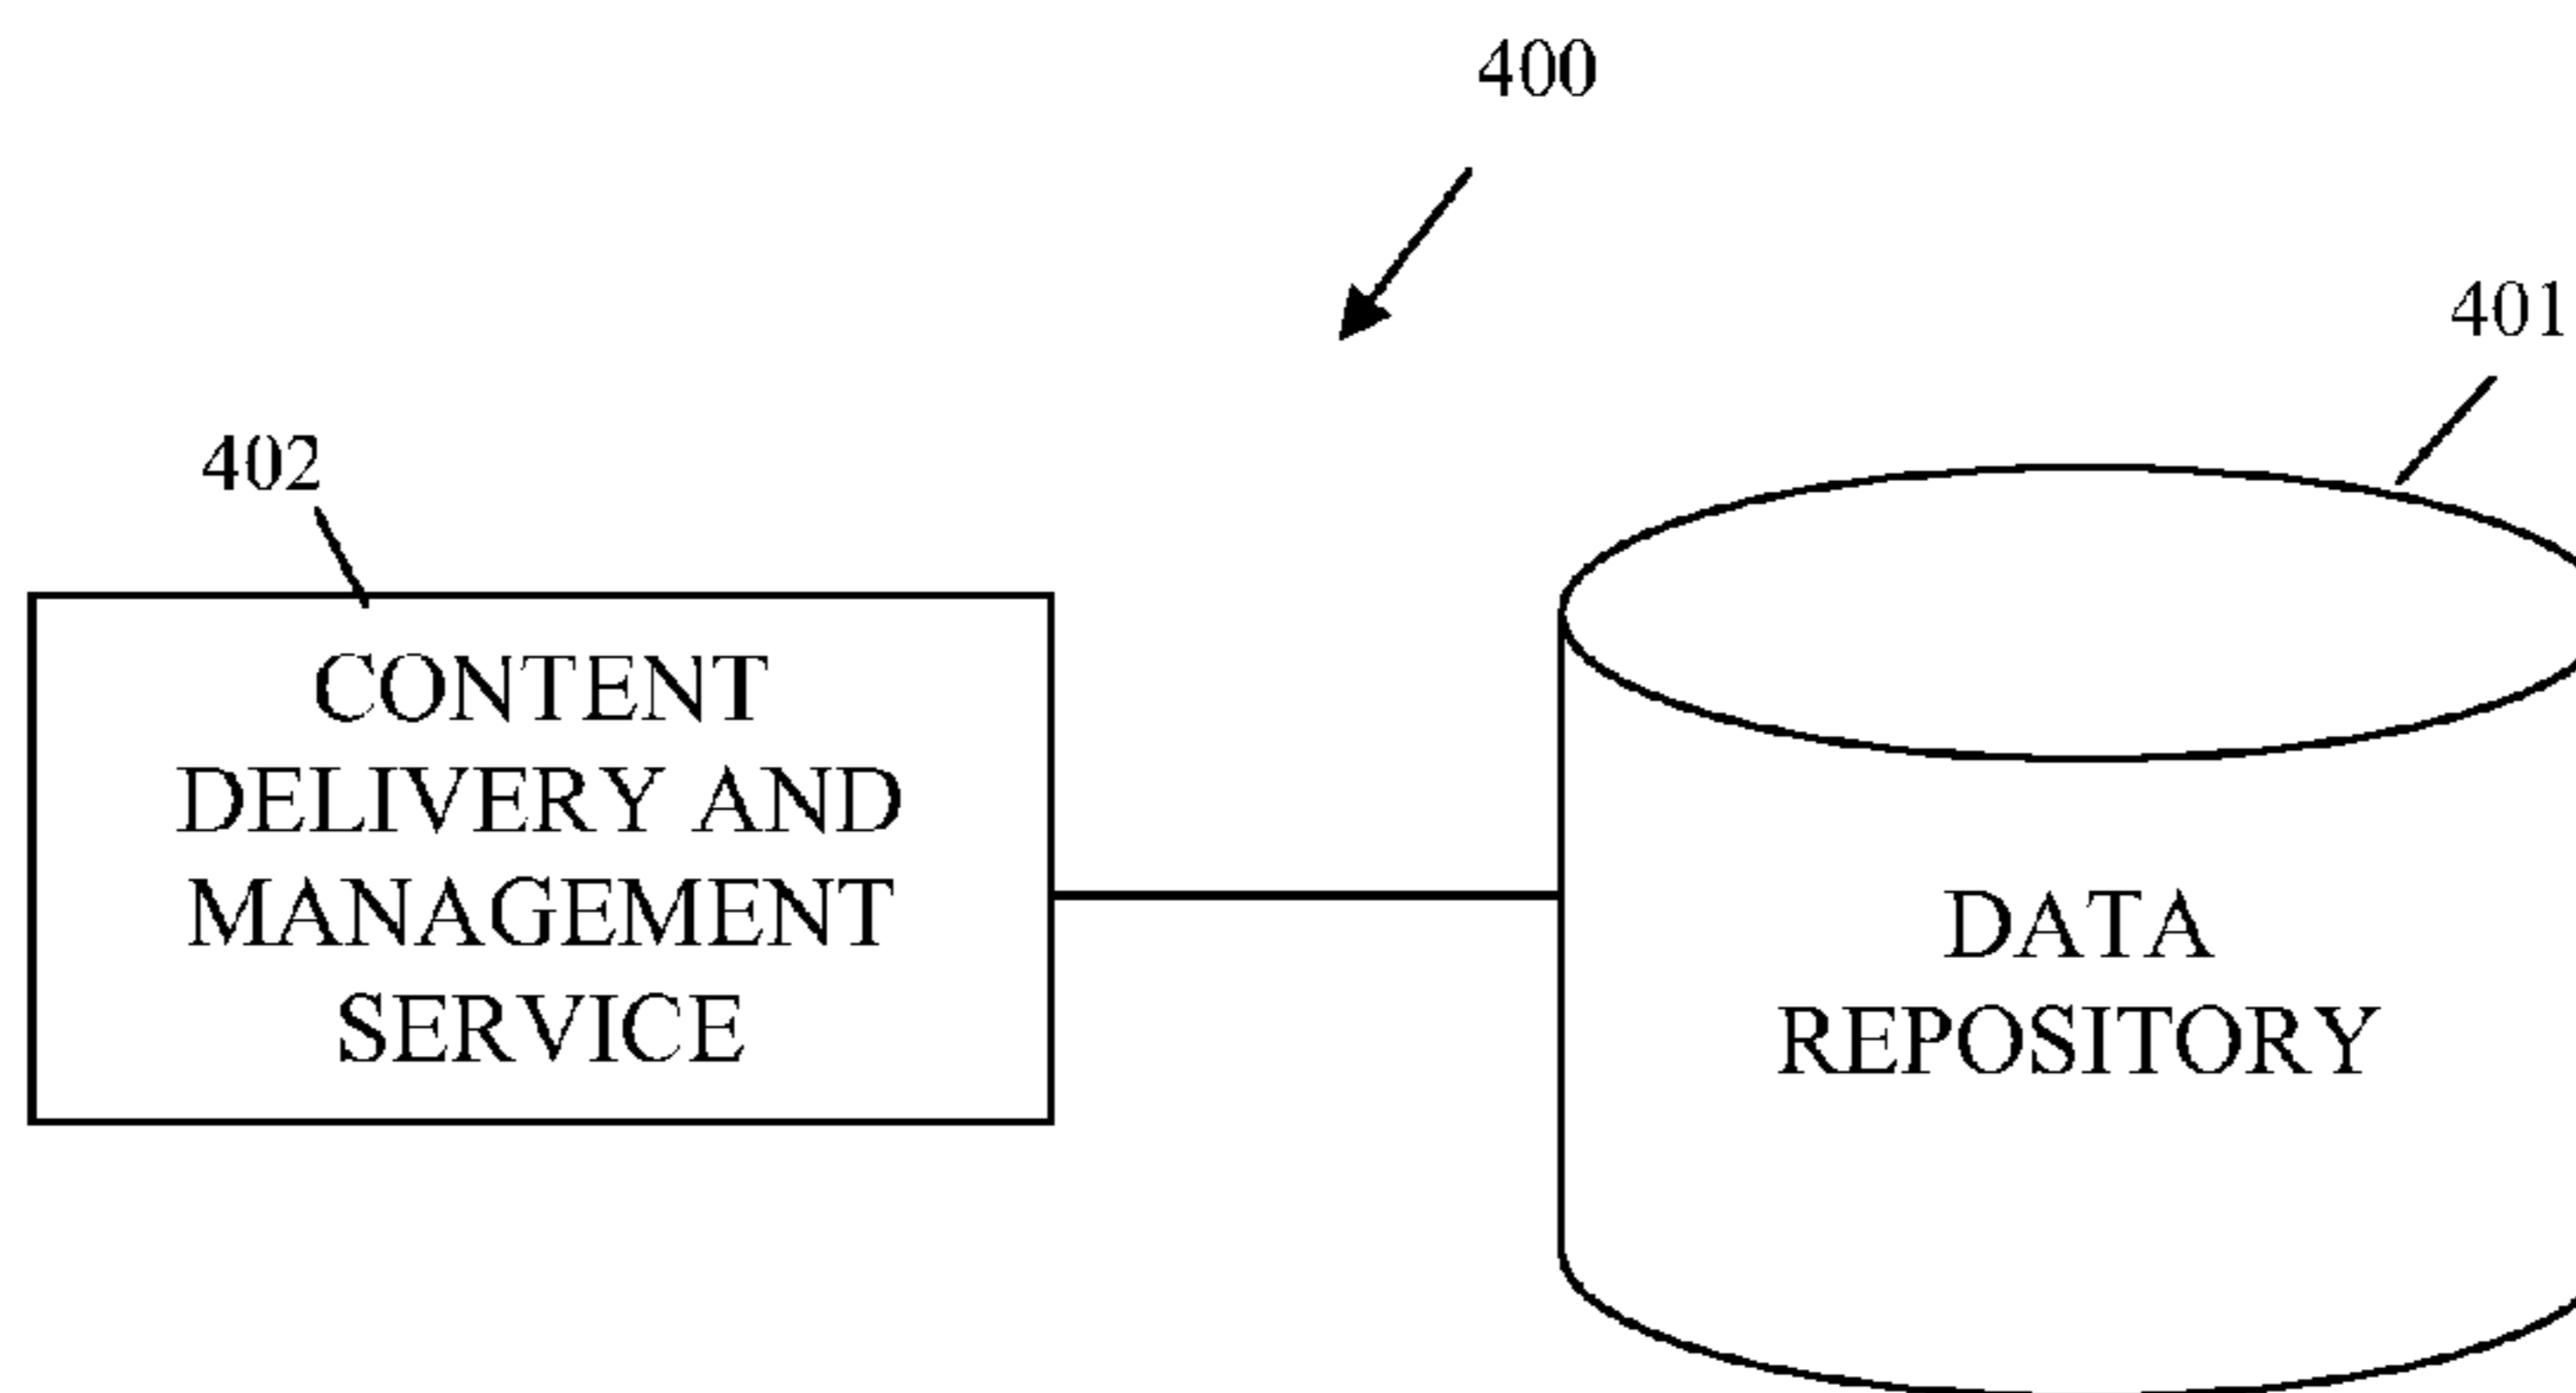 400
401
402
CONTENT
DELIVERY AND
MANAGEMENT
SERVICE
DATA
REPOSITORY